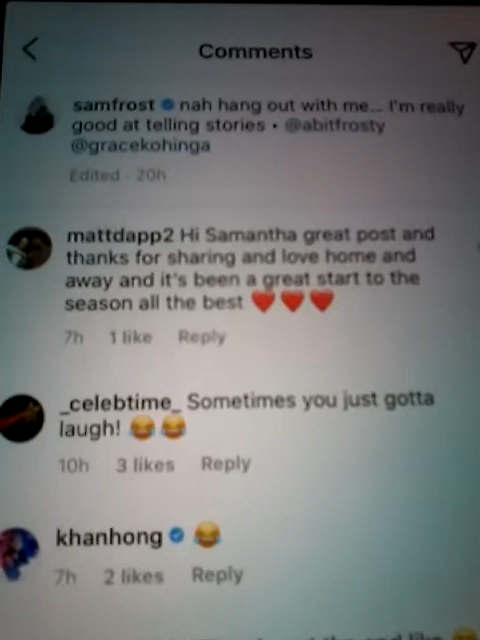 Comments
samfrost nah hang out with me... I'm really
good at telling stories • @abitfrosty
@gracekohinga
Edited · 20h
mattdapp2 Hi Samantha great post and
thanks for sharing and love home and
away and it's been a great start to the
season all the best ❤️❤️❤️
7h 1 like Reply
_celebtime_ Sometimes you just gotta
laugh! 😂😂
10h 3 likes Reply
khanhong 😂
7h 2 likes Reply